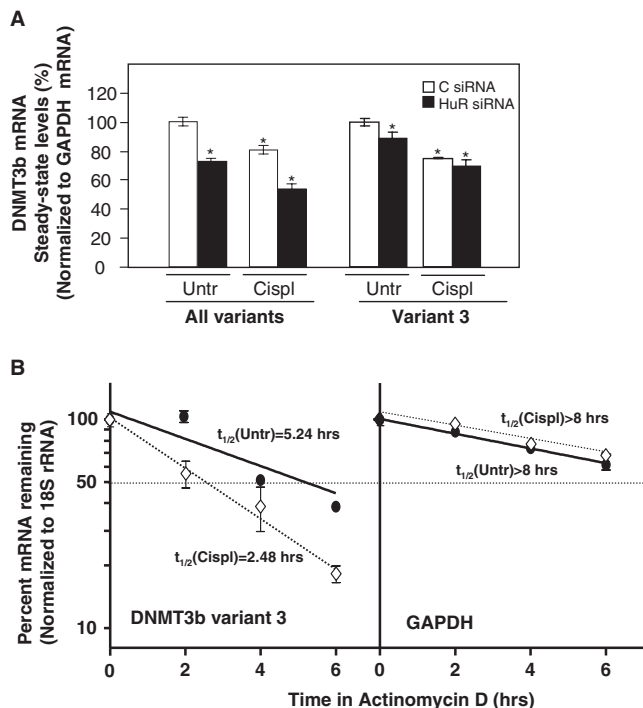 A
DNMT3b mRNA
Steady-state levels (%)
(Normalized to GAPDH mRNA)
120
100
80
60
40
20
0
C siRNA
HuR siRNA
*
*
*
*
*
*
Untr
Cispl
Untr
Cispl
All variants
Variant 3
B
Percent mRNA remaining
(Normalized to 18S rRNA)
100
50
10
t1/2(Untr)=5.24 hrs
t1/2(Cispl)=2.48 hrs
DNMT3b variant 3
t1/2(Cispl)>8 hrs
t1/2(Untr)>8 hrs
GAPDH
0
2
4
6
0
2
4
6
Time in Actinomycin D (hrs)